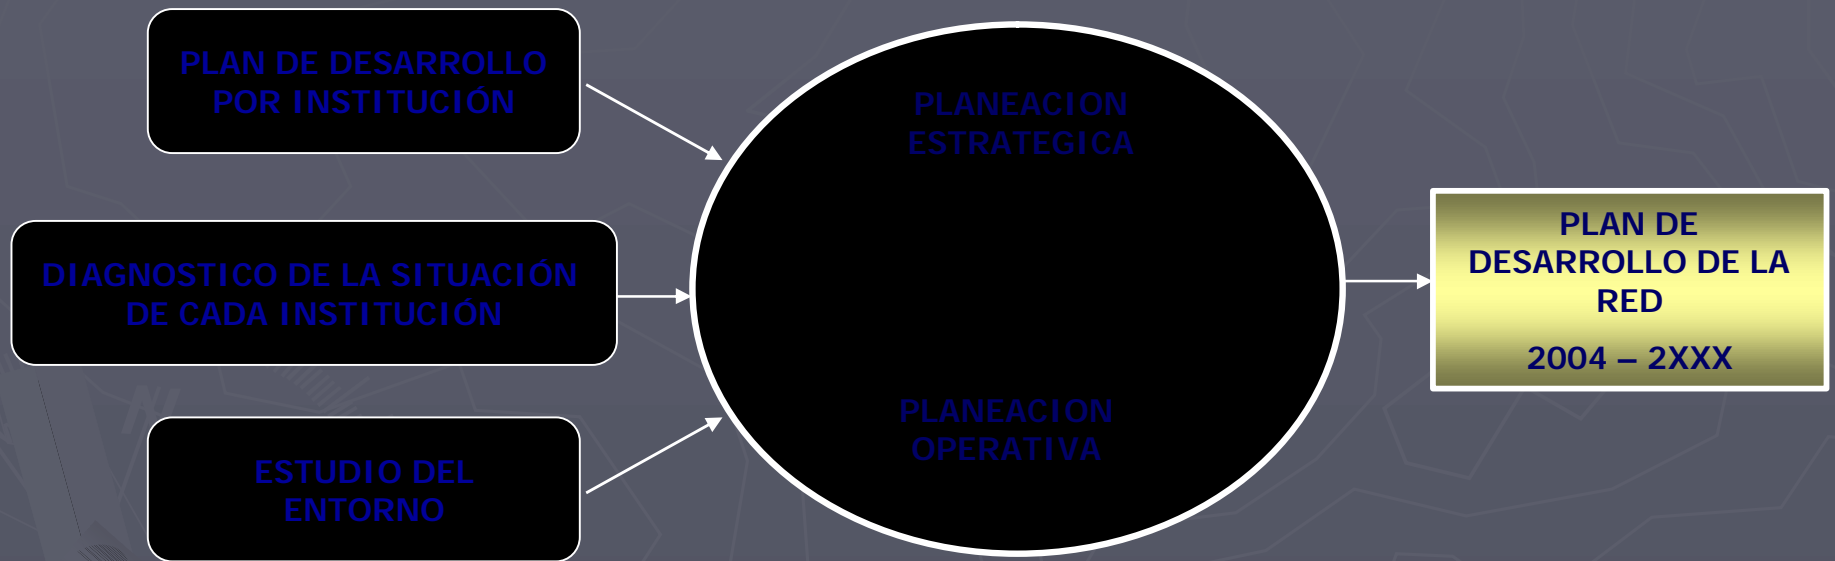 PLAN DE DESARROLLO
POR INSTITUCIÓN
DIAGNOSTICO DE LA SITUACIÓN
DE CADA INSTITUCIÓN
ESTUDIO DEL
ENTORNO
PLANEACION
ESTRATEGICA
PLANEACION
OPERATIVA
PLAN DE
DESARROLLO DE LA
RED
2004 – 2XXX